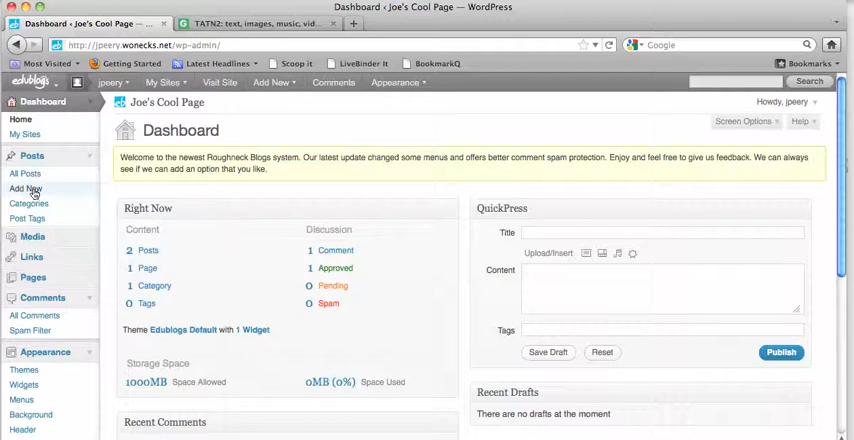 Dashboard ‹ Joe's Cool Page — WordPress
Dashboard ‹ Joe's Cool Page — W... ×
TATN2: text, images, music, vid... × +
http://jpeery.wonecks.net/wp-admin/
Google
Most Visited Getting Started Latest Headlines Scoop it LiveBinder It BookmarkQ Bookmarks
edublogs jpeery My Sites Visit Site Add New Comments Appearance Search
Dashboard
Joe's Cool Page
Howdy, jpeery
Home
My Sites
Posts
All Posts
Add New
Categories
Post Tags
Media
Links
Pages
Comments
All Comments
Spam Filter
Appearance
Themes
Widgets
Menus
Background
Header
Screen Options Help
Dashboard
Welcome to the newest Roughneck Blogs system. Our latest update changed some menus and offers better comment spam protection. Enjoy and feel free to give us feedback. We can always
see if we can add an option that you like.
Right Now
Content Discussion
2 Posts 1 Comment
1 Page 1 Approved
1 Category 0 Pending
0 Tags 0 Spam
Theme Edublogs Default with 1 Widget
Storage Space
1000MB Space Allowed 0MB (0%) Space Used
Recent Comments
QuickPress
Title
Upload/Insert
Content
Tags
Save Draft Reset Publish
Recent Drafts
There are no drafts at the moment